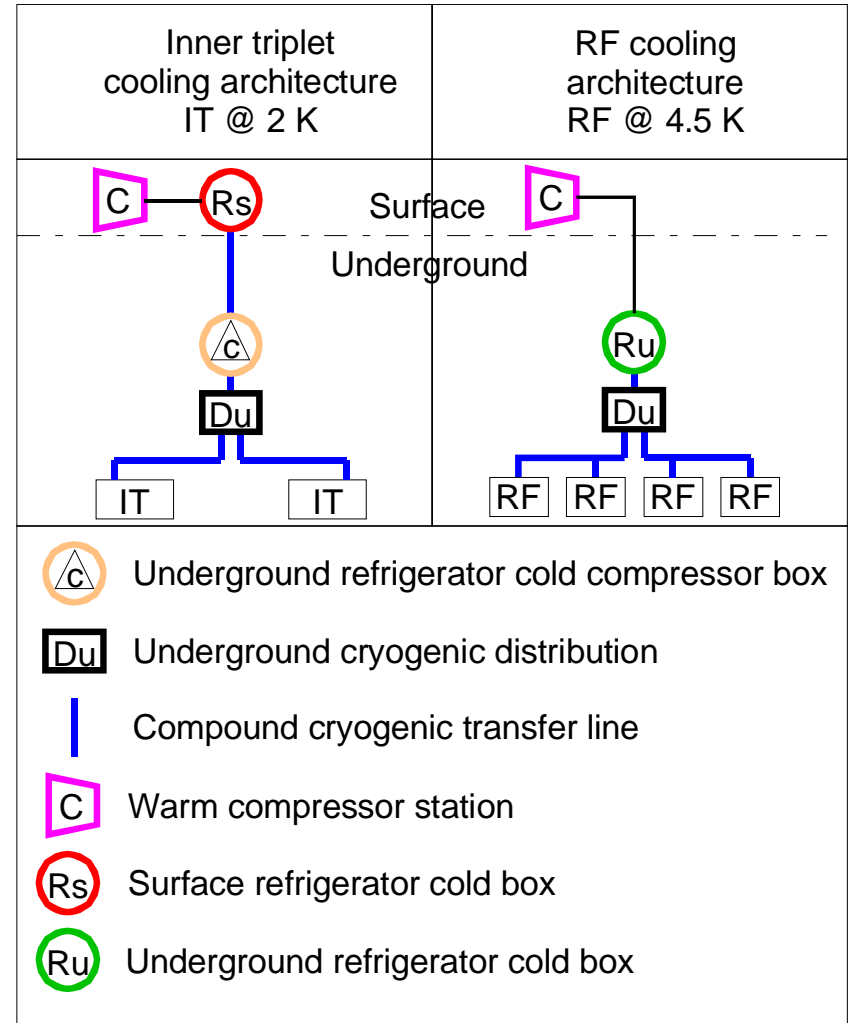 Inner triplet
cooling architecture
IT @ 2 K
RF cooling
architecture
RF @ 4.5 K
C
Rs
Surface
C
Underground
c
Ru
Du
Du
IT
IT
RF
RF
RF
RF
c
Underground refrigerator cold compressor box
Du
Underground cryogenic distribution
Compound cryogenic transfer line
C
Warm compressor station
Rs
Surface refrigerator cold box
Ru
Underground refrigerator cold box